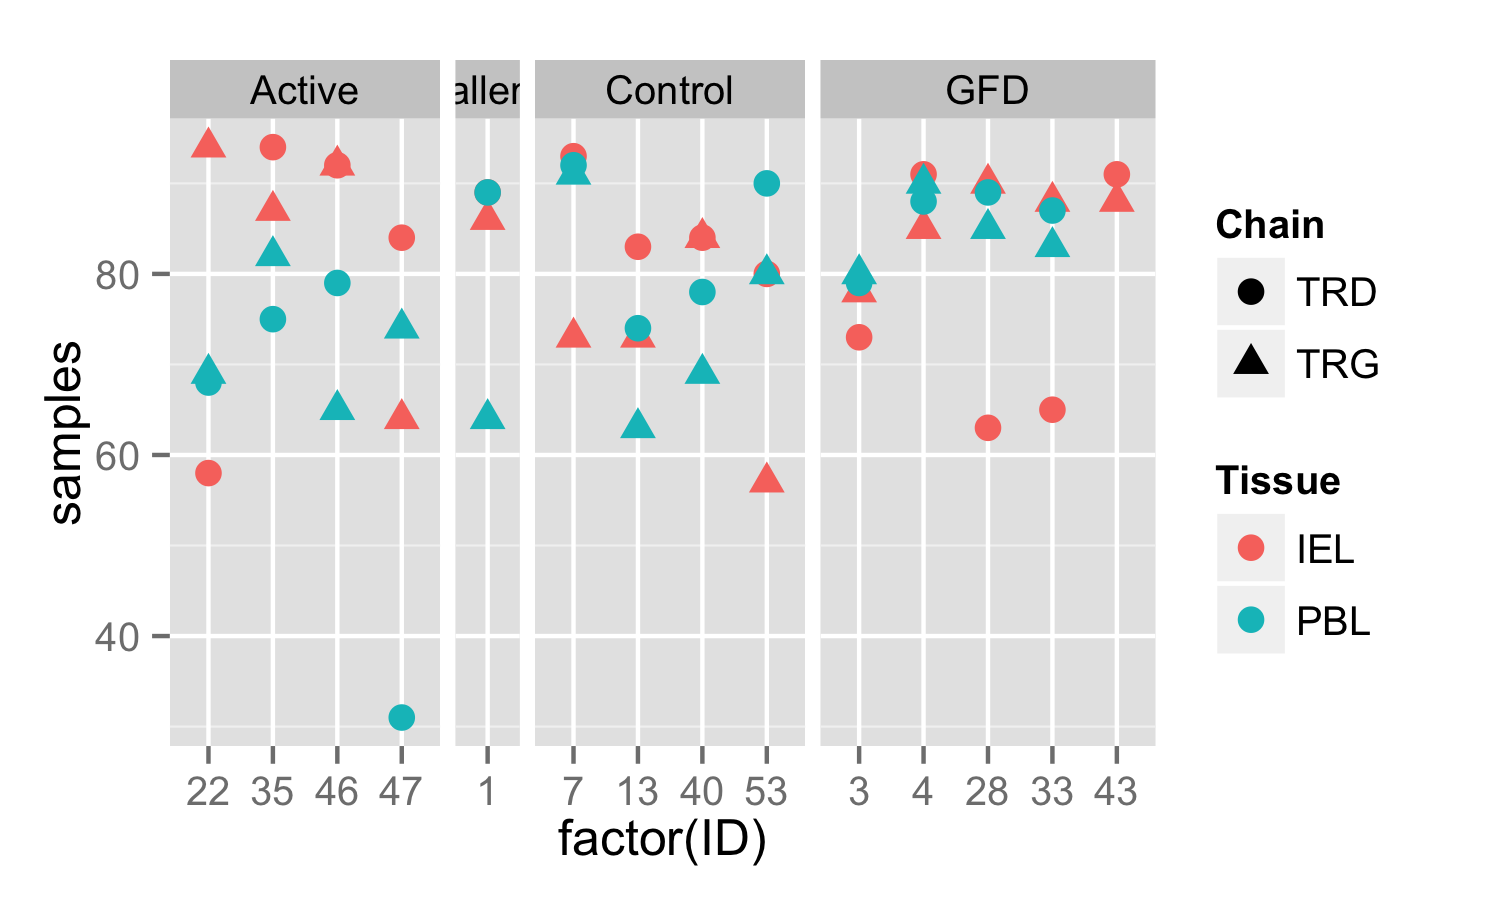 Active
aller
Control
GFD
samples
80
60
40
22 35 46 47
1
7 13 40 53
3 4 28 33 43
factor(ID)
Chain
TRD
TRG
Tissue
IEL
PBL